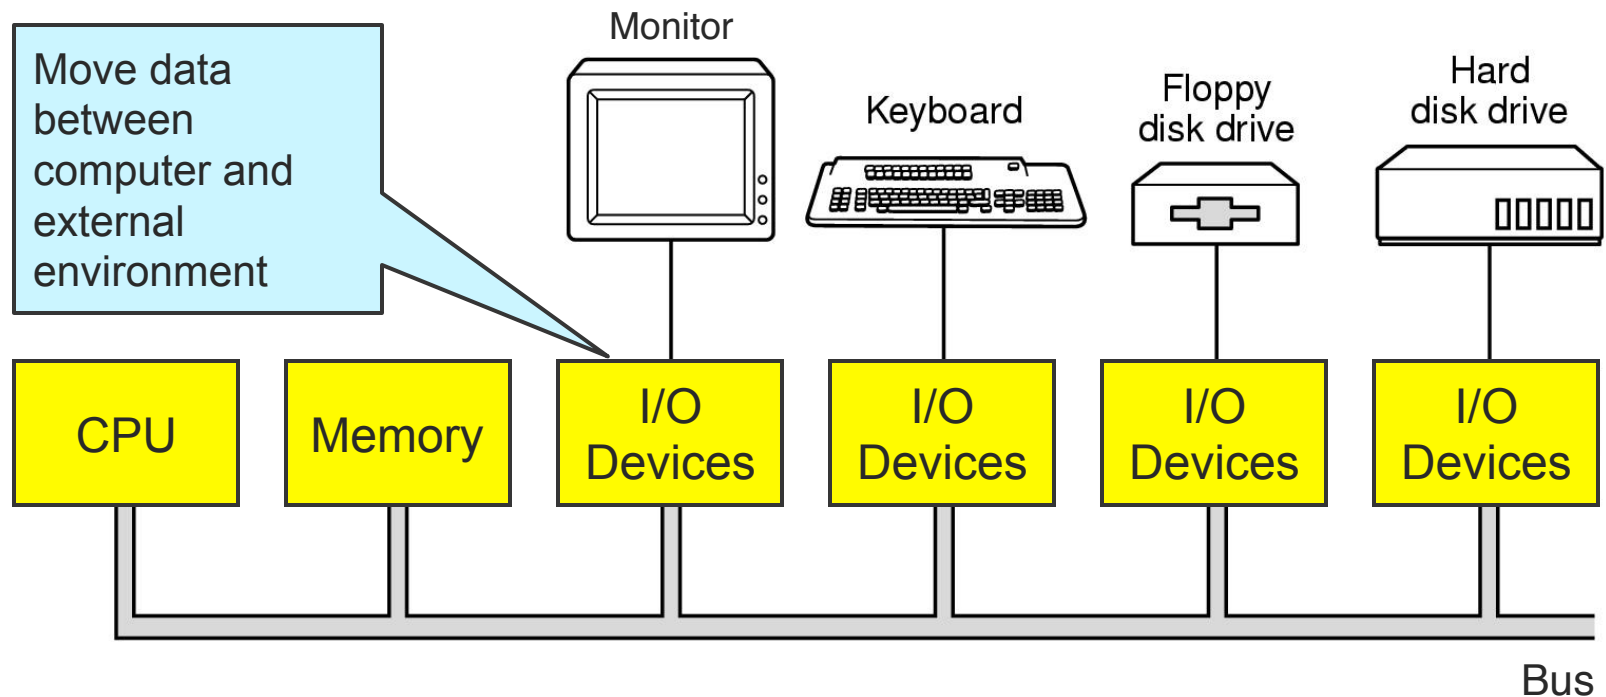 Monitor
Move data
between
computer and
external
environment
Keyboard
Floppy
disk drive
Hard
disk drive
CPU
Memory
I/O
Devices
I/O
Devices
I/O
Devices
I/O
Devices
Bus